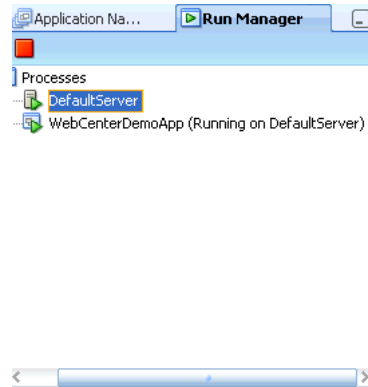 Application Na... Run Manager
Processes
DefaultServer
WebCenterDemoApp (Running on DefaultServer)